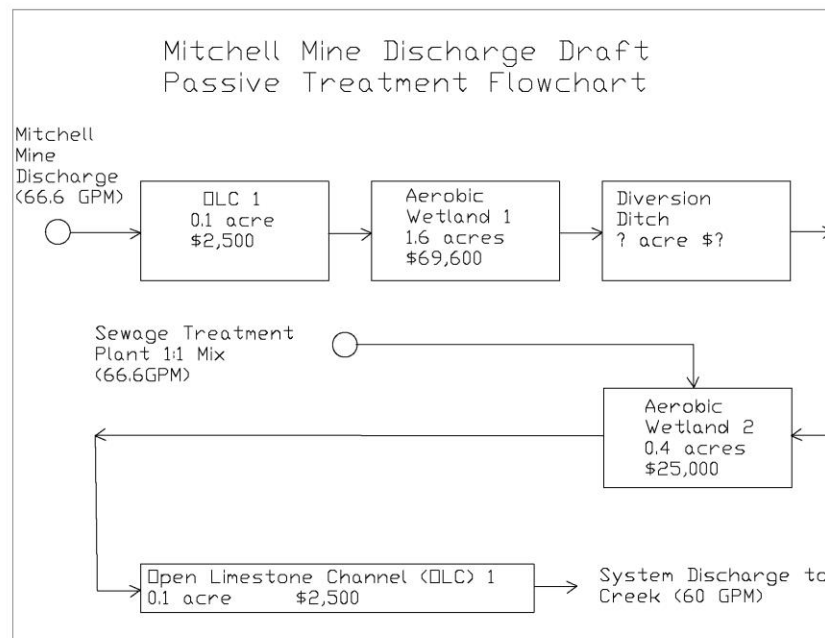 Mitchell Mine Discharge Draft
Passive Treatment Flowchart
Mitchell
Mine
Discharge
(66.6 GPM)
OLC 1
0.1 acre
$2,500
Aerobic
Wetland 1
1.6 acres
$69,600
Diversion
Ditch
? acre $?
Sewage Treatment
Plant 1:1 Mix
(66.6GPM)
Aerobic
Wetland 2
0.4 acres
$25,000
Open Limestone Channel (OLC) 1
0.1 acre $2,500
System Discharge to
Creek (60 GPM)